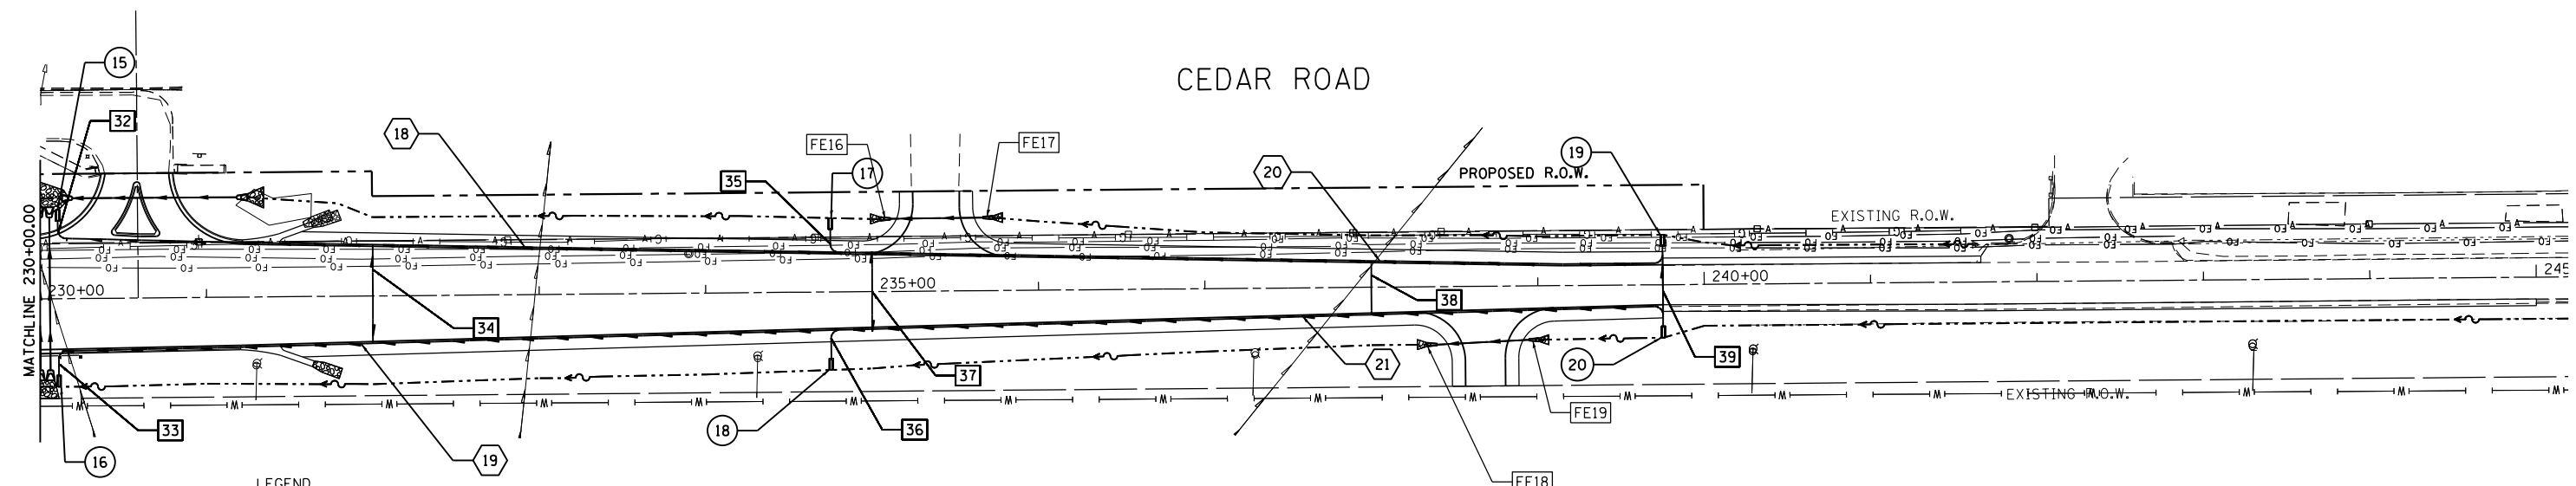 CEDAR ROAD
15
32
18
FE16
FE17
17
35
20
19
PROPOSED R.O.W.
EXISTING R.O.W.
MATCHLINE 230+00.00
230+00
235+00
240+00
245
34
38
37
21
39
20
33
16
19
18
36
FE19
FE18
EXISTING R.O.W.
LEGEND